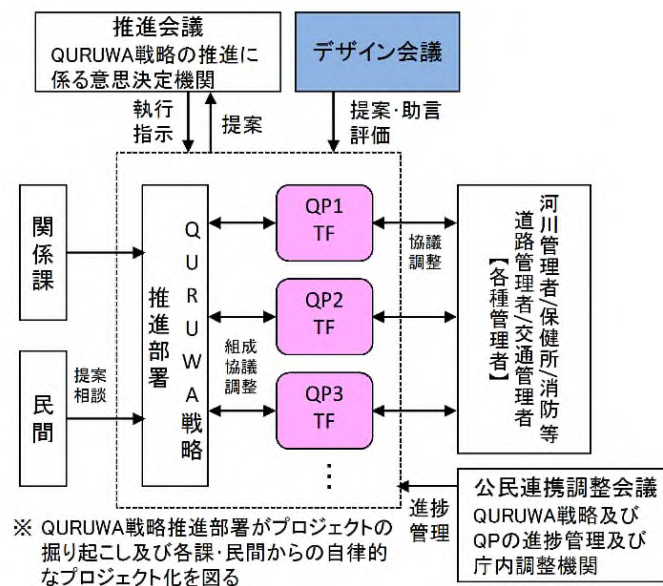 推進会議
QURUWA戦略の推進に
係る意思決定機関
デザイン会議
執行
指示
提案
提案・助言
評価
関係課
民間
提案
相談
QURUWA戦略
推進部署
組成
協議
調整
QP1
TF
QP2
TF
QP3
TF
⋮
協議
調整
河川管理者/保健所/消防等
道路管理者/交通管理者
【各種管理者】
進捗
管理
公民連携調整会議
QURUWA戦略及び
QPの進捗管理及び
庁内調整機関
※ QURUWA戦略推進部署がプロジェクトの
掘り起こし及び各課・民間からの自律的
なプロジェクト化を図る